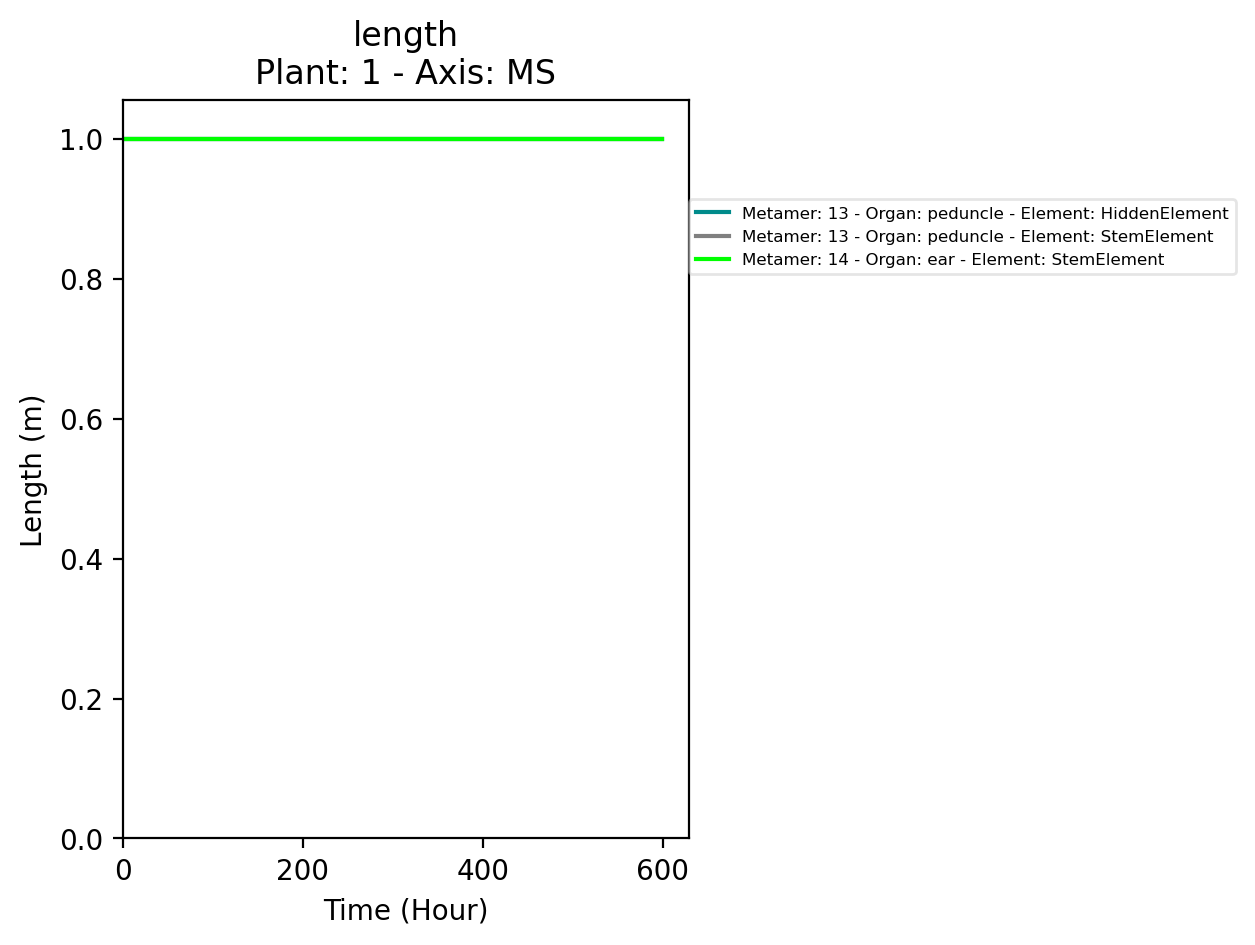 length
Plant: 1 - Axis: MS
1.0
0.8
0.6
0.4
0.2
0.0
Length (m)
0 200 400 600
Time (Hour)
Metamer: 13 - Organ: peduncle - Element: HiddenElement
Metamer: 13 - Organ: peduncle - Element: StemElement
Metamer: 14 - Organ: ear - Element: StemElement